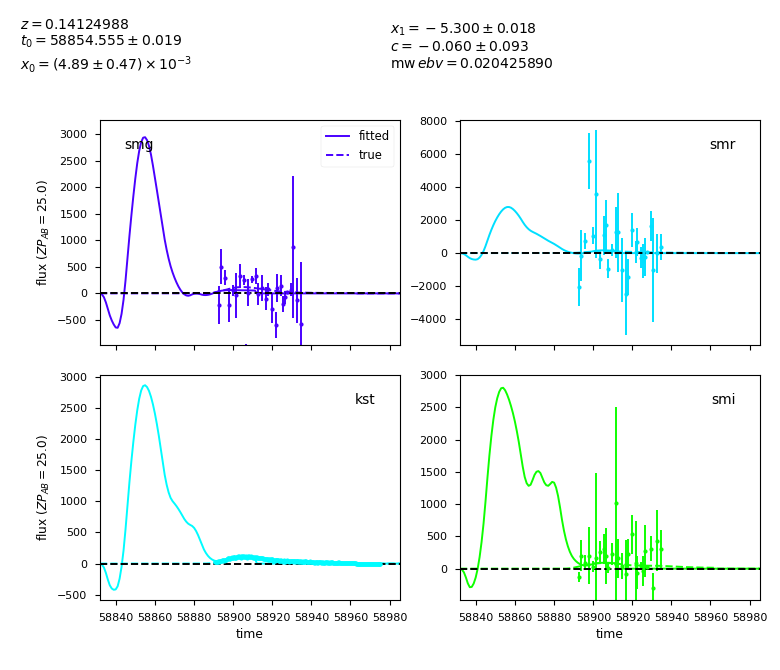 z = 0.14124988
t₀ = 58854.555 ± 0.019
x₀ = (4.89 ± 0.47) × 10⁻³
x₁ = −5.300 ± 0.018
c = −0.060 ± 0.093
mw ebv = 0.020425890
smg
fitted
true
3000
2500
2000
1500
1000
500
0
−500
flux (ZP_AB = 25.0)
smr
8000
6000
4000
2000
0
−2000
−4000
kst
3000
2500
2000
1500
1000
500
0
−500
flux (ZP_AB = 25.0)
58840 58860 58880 58900 58920 58940 58960 58980
time
smi
3000
2500
2000
1500
1000
500
0
−500
58840 58860 58880 58900 58920 58940 58960 58980
time